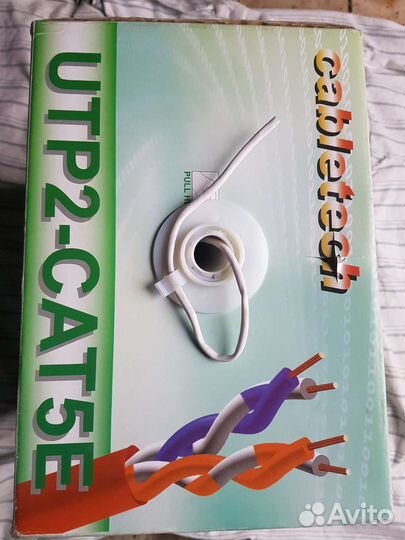 cabletech
PULL H
UTP2-CAT5E
Avito